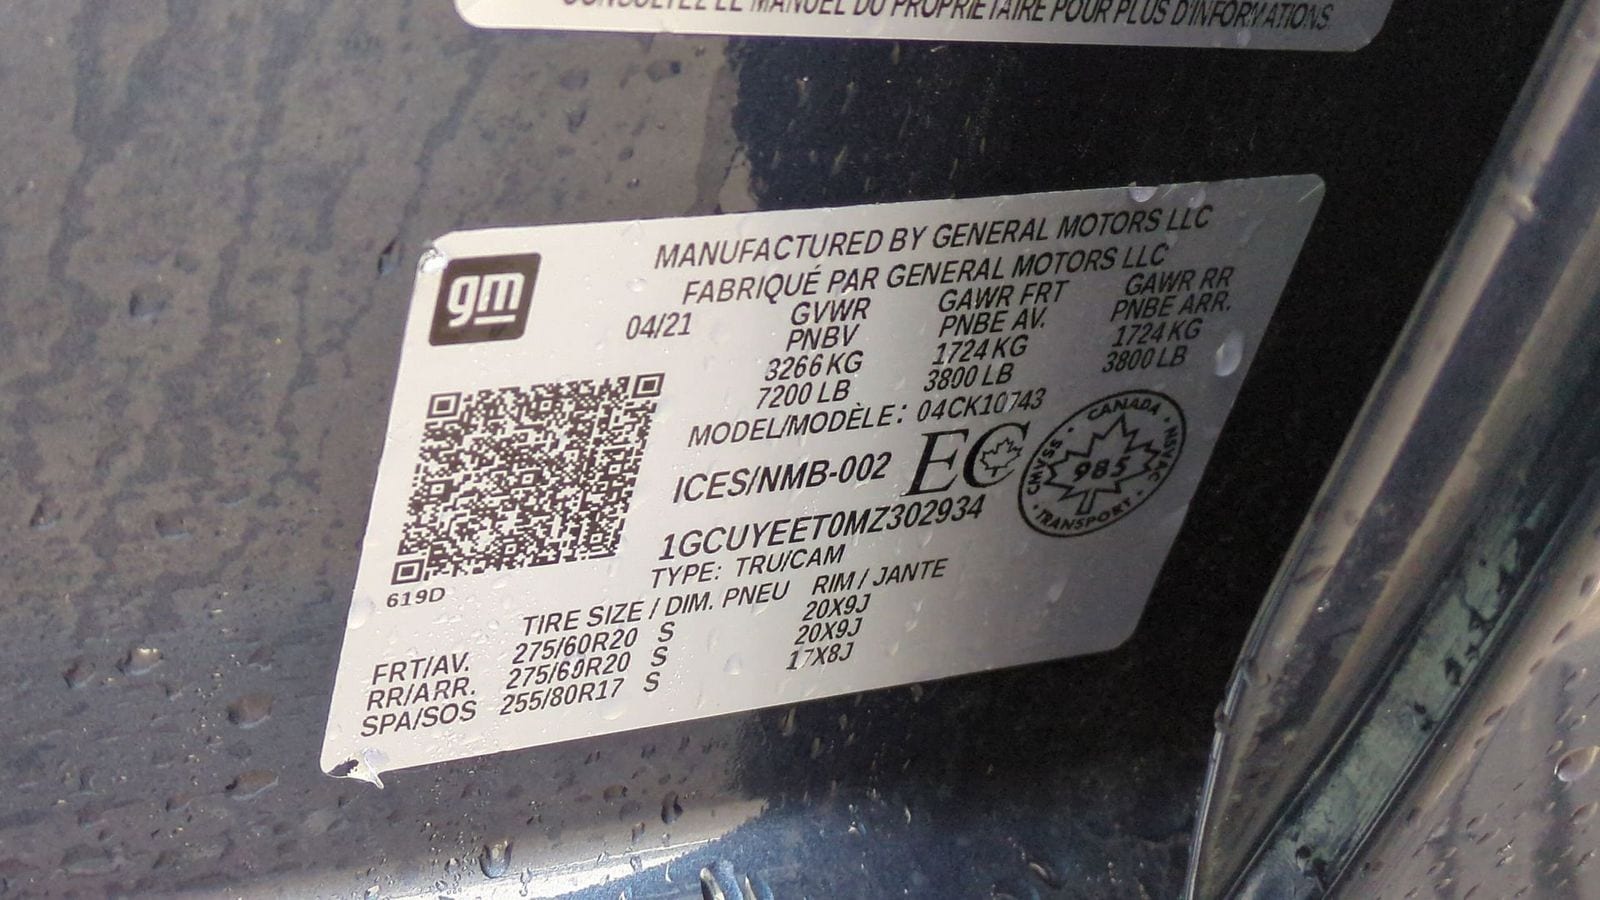 CONSULTEZ LE MANUEL DU PROPRIÉTAIRE POUR PLUS D'INFORMATIONS
gm
MANUFACTURED BY GENERAL MOTORS LLC
FABRIQUÉ PAR GENERAL MOTORS LLC
04/21 GVWR GAWR FRT GAWR RR
PNBV PNBE AV. PNBE ARR.
3266 KG 1724 KG 1724 KG
7200 LB 3800 LB 3800 LB
MODEL/MODÈLE: 04CK10743
ICES/NMB-002 EC
CANADA · MSVAC · TRANSPORT · CMVSS
985
1GCUYEET0MZ302934
TYPE: TRU/CAM
619D
TIRE SIZE / DIM. PNEU RIM / JANTE
FRT/AV. 275/60R20 S 20X9J
RR/ARR. 275/60R20 S 20X9J
SPA/SOS 255/80R17 S 17X8J